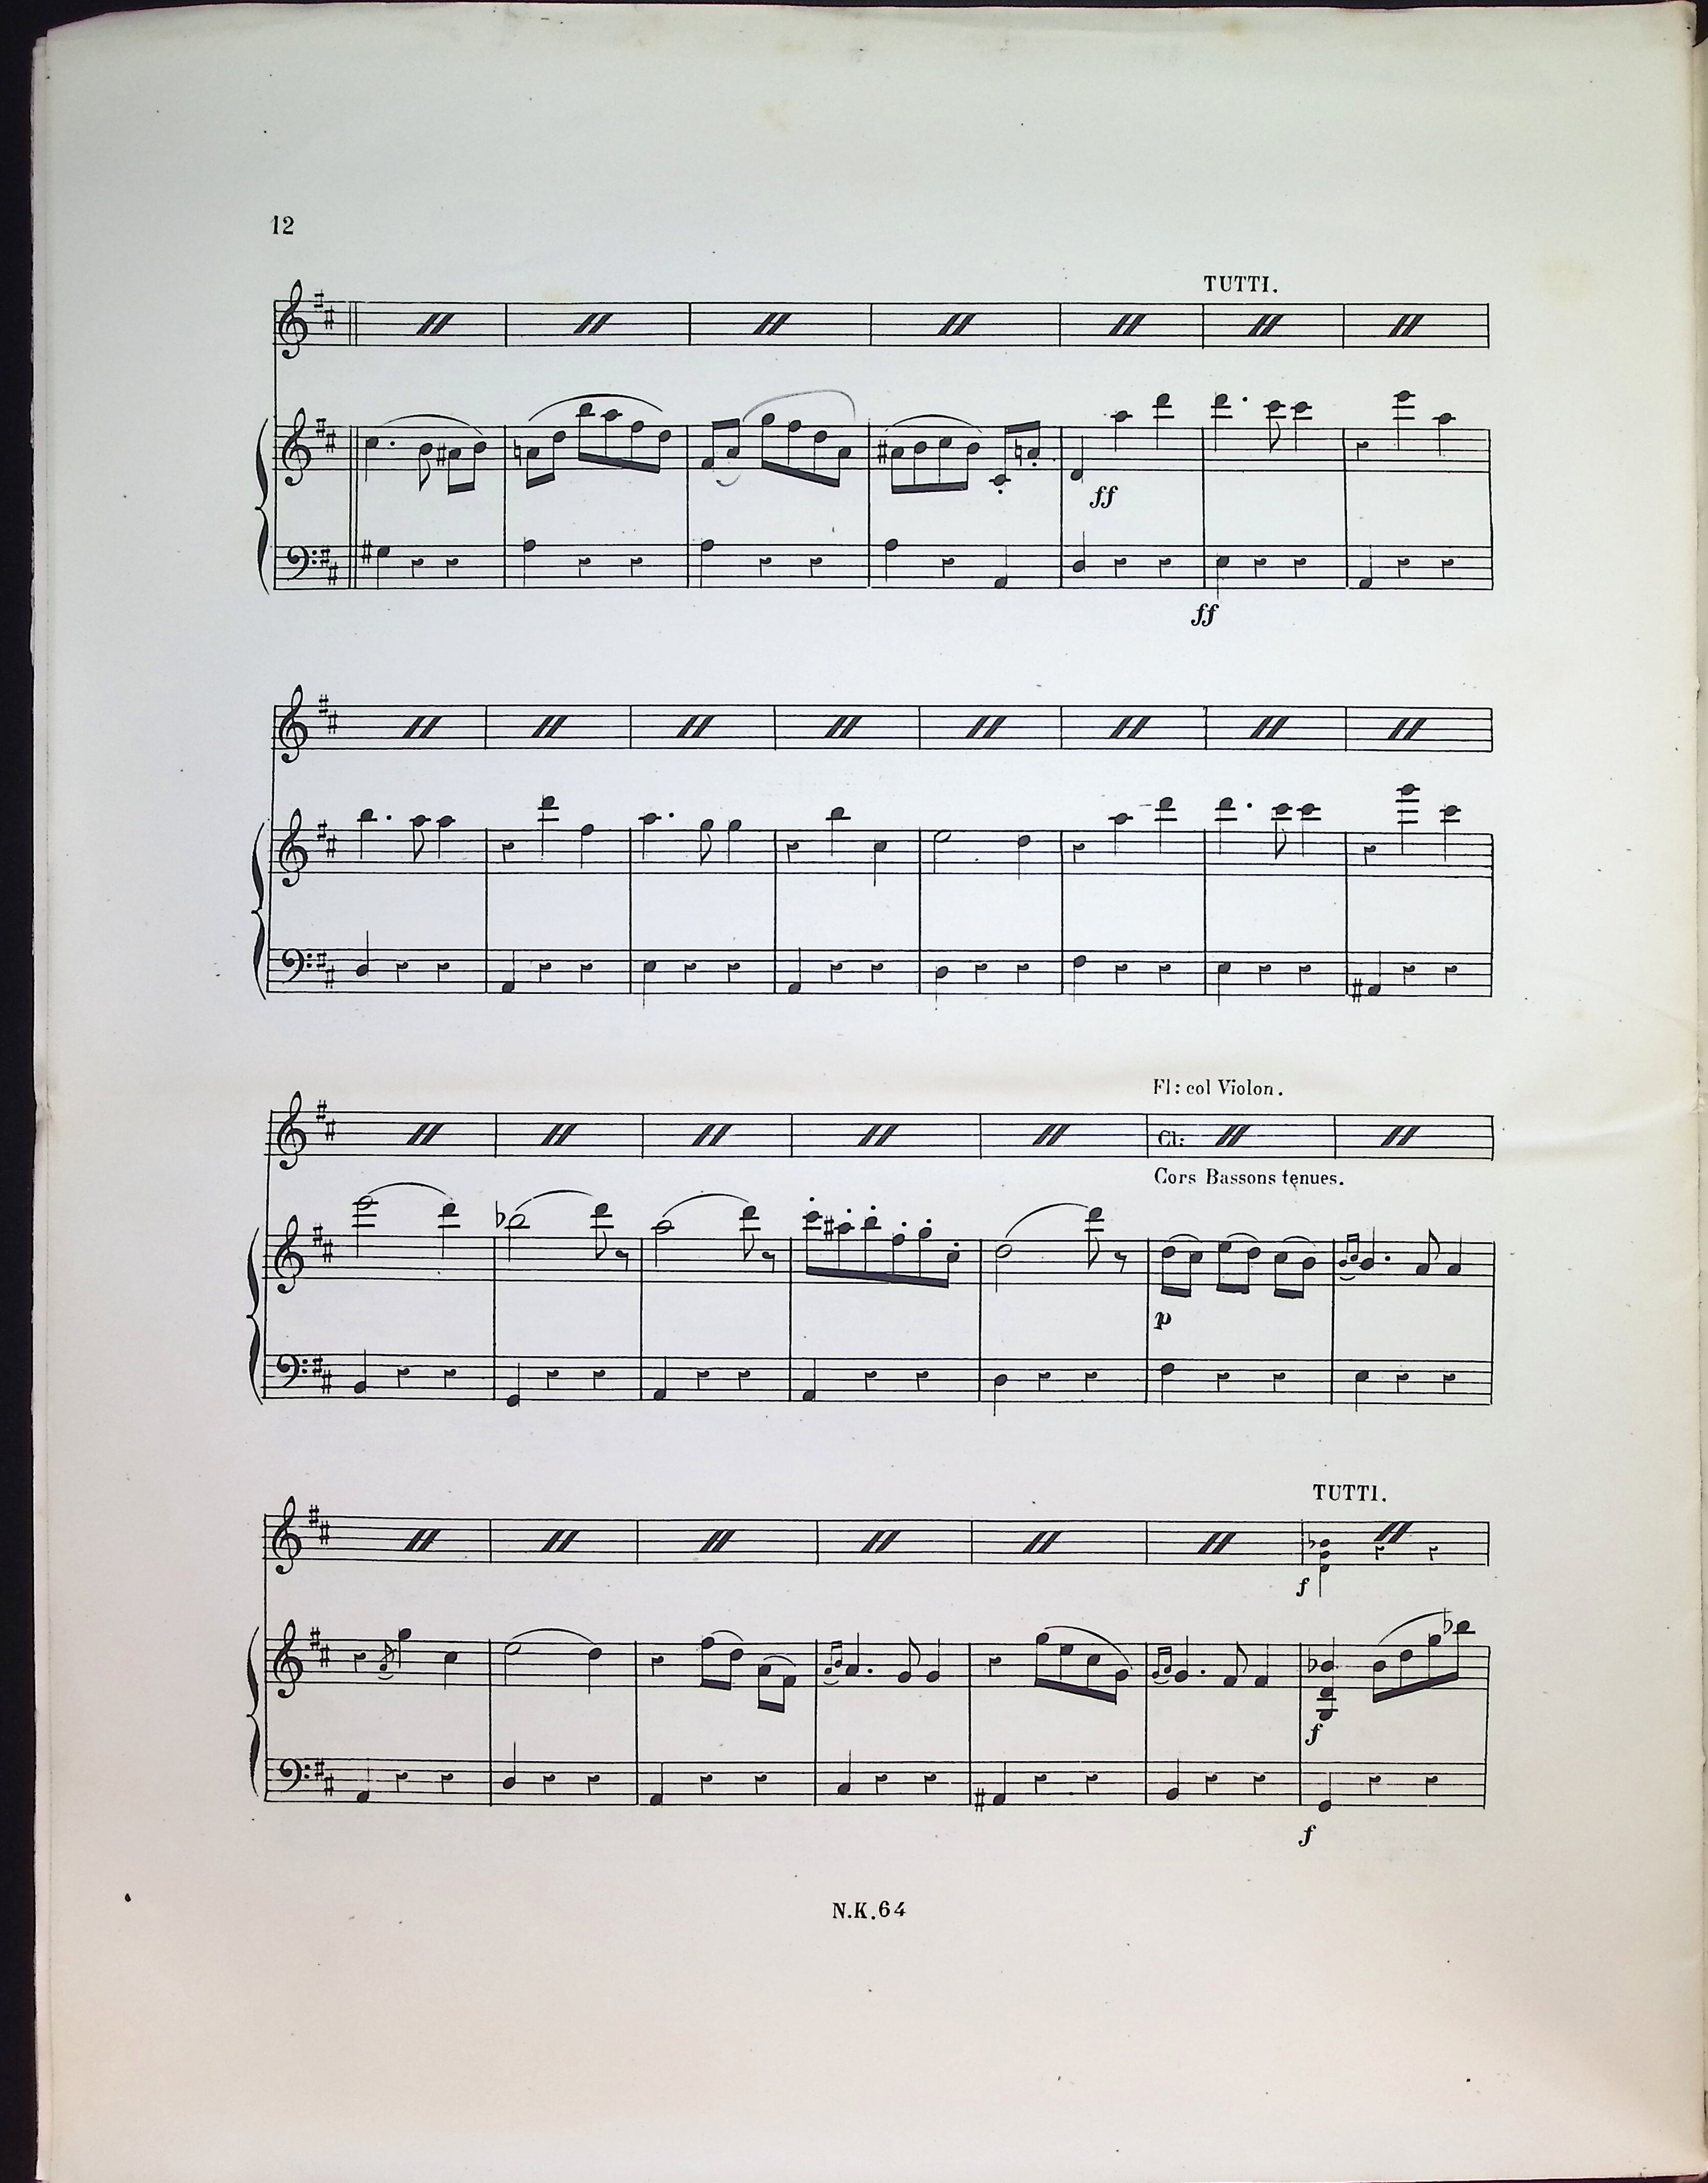 12
TUTTI.
ff
ff
Fl: col Violon.
Cl:
Cors Bassons tenues.
p
TUTTI.
f
f
f
N.K.64